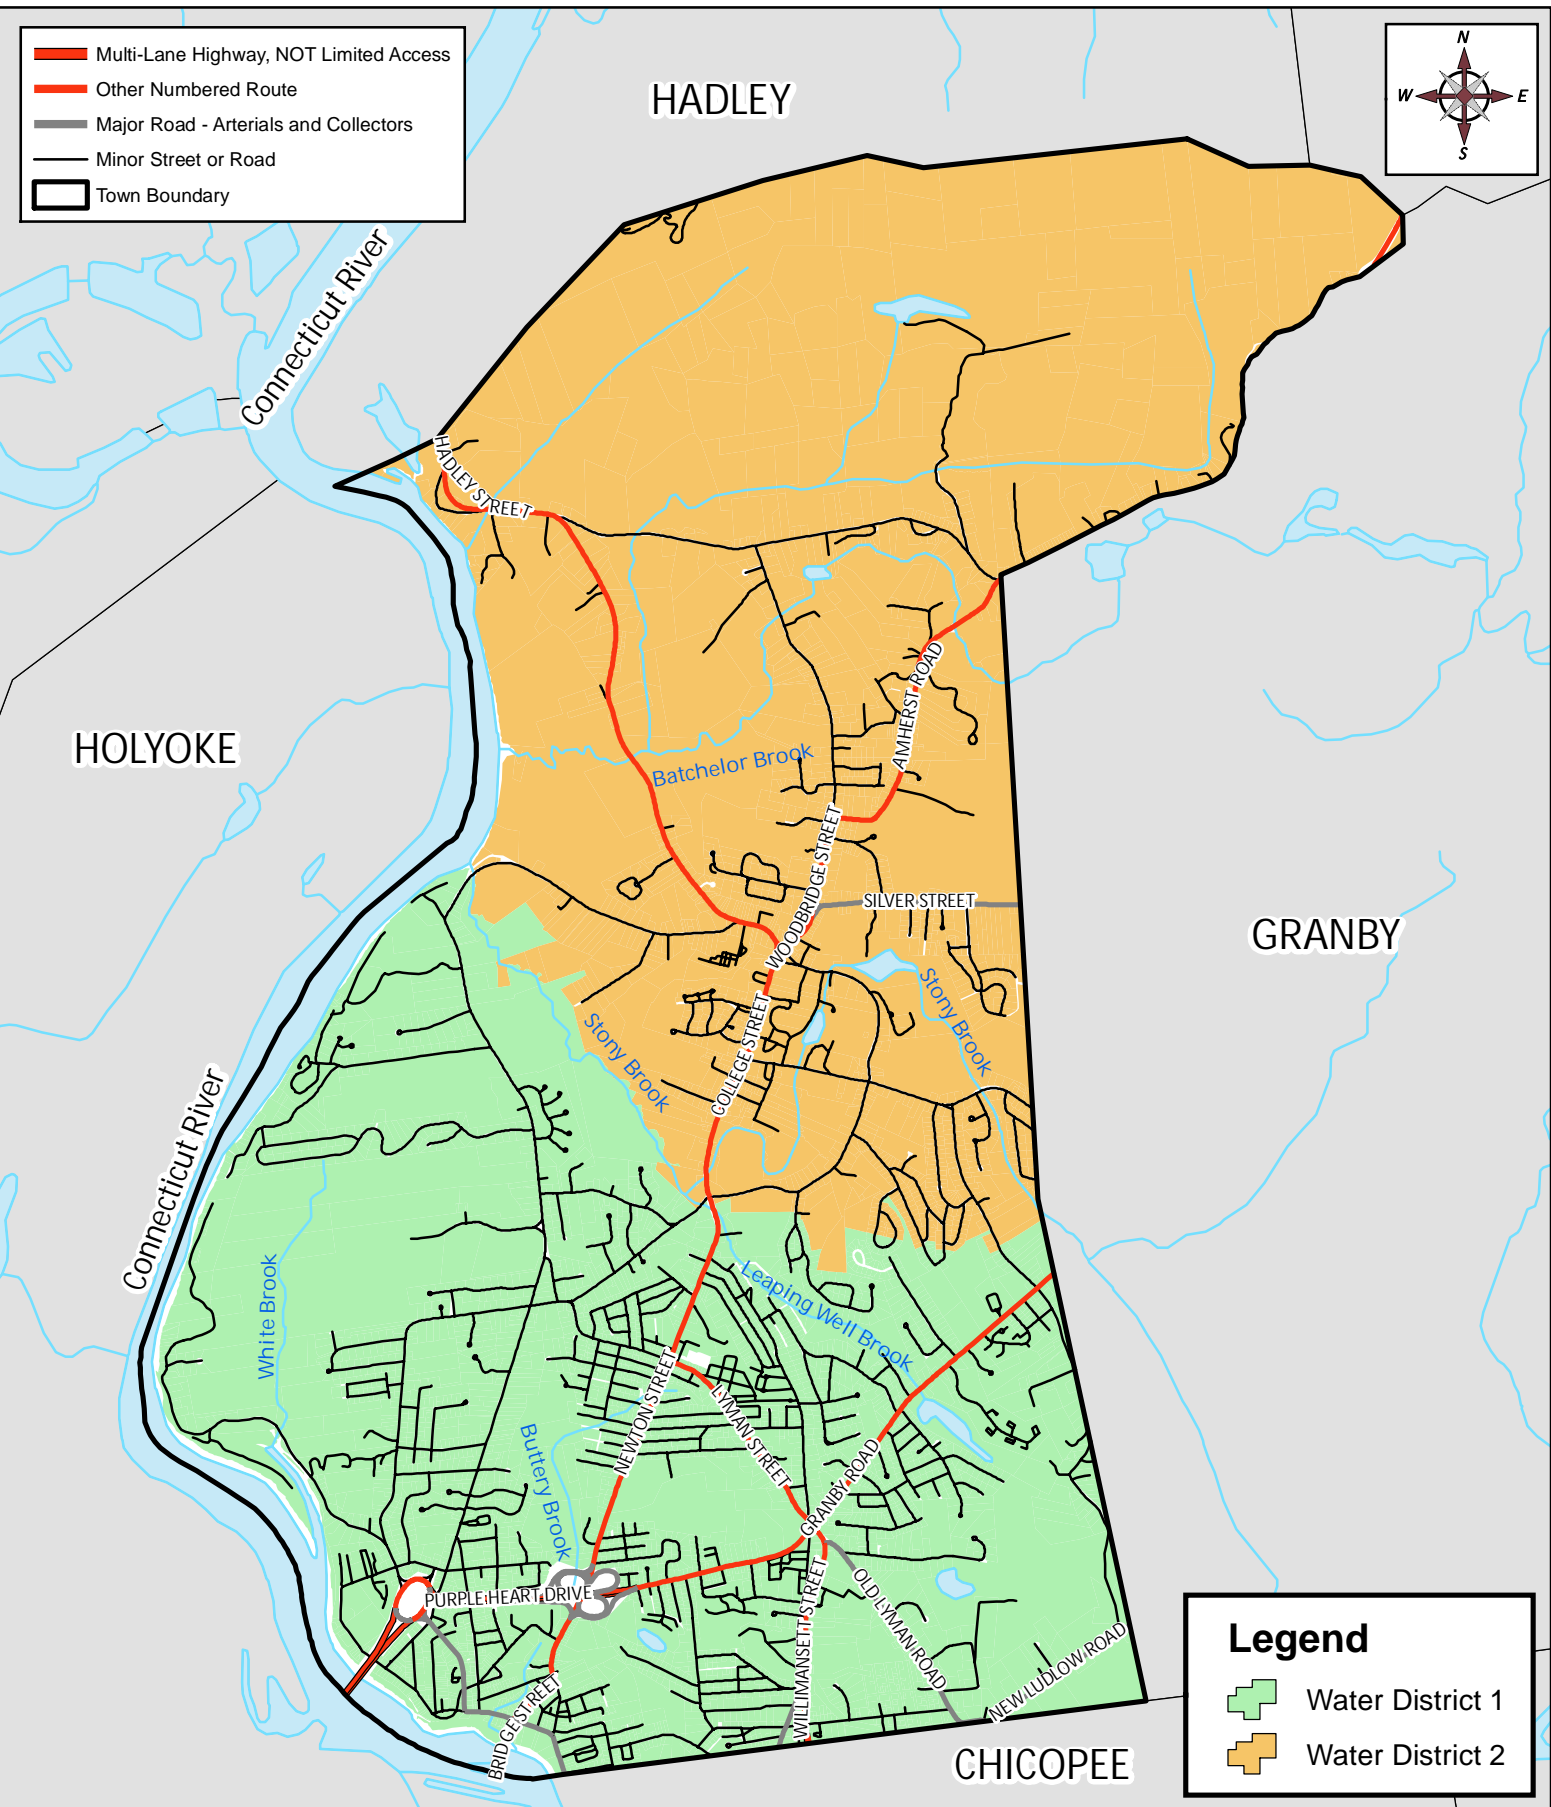 Multi-Lane Highway, NOT Limited Access
Other Numbered Route
Major Road - Arterials and Collectors
Minor Street or Road
Town Boundary
HADLEY
N
W
E
S
Connecticut River
HADLEY STREET
HOLYOKE
AMHERST ROAD
Batchelor Brook
WOODBRIDGE STREET
SILVER STREET
GRANBY
Stony Brook
Stony Brook
COLLEGE STREET
Connecticut River
White Brook
Leaping Well Brook
NEWTON STREET
LYMAN STREET
Buttery Brook
GRANBY ROAD
PURPLE HEART DRIVE
WILLIMANSETT STREET
OLD LYMAN ROAD
NEW LUDLOW ROAD
BRIDGE STREET
CHICOPEE
Legend
Water District 1
Water District 2